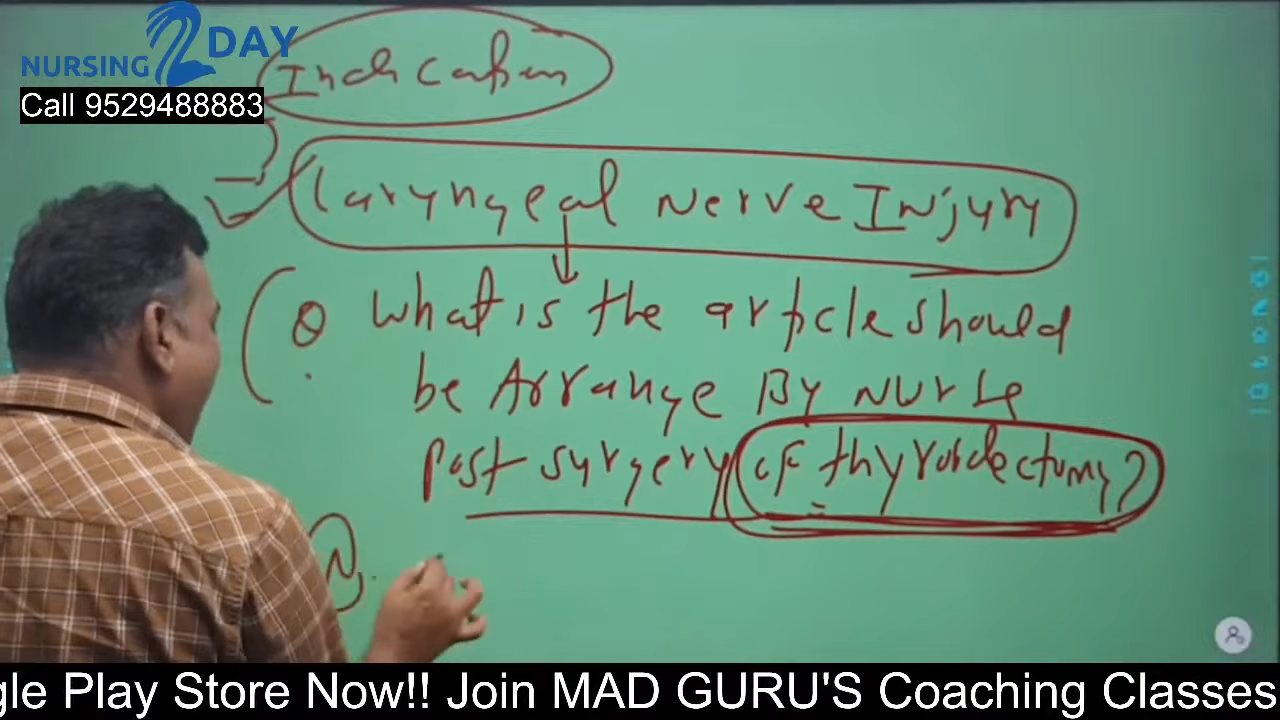 NURSING 2 DAY
Call 9529488883
Indication
Laryngeal Nerve Injury
Q What is the article should
be Arrange By Nurse
post surgery of thyroidectomy?
gle Play Store Now!! Join MAD GURU'S Coaching Classes